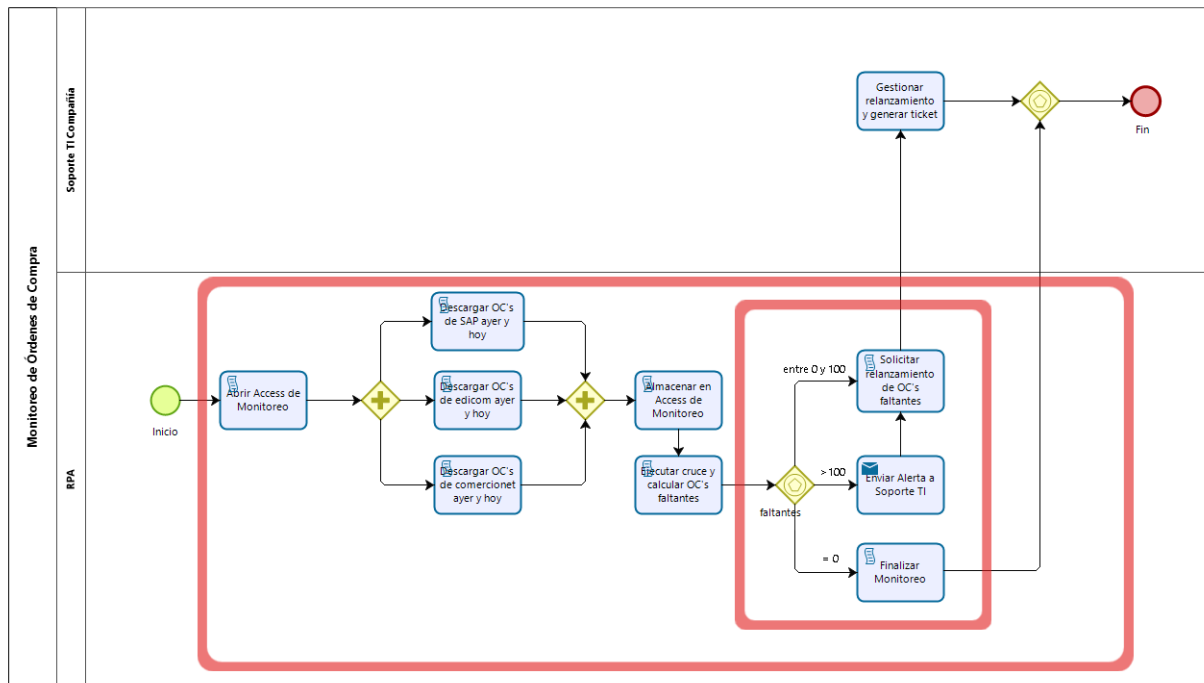 Monitoreo de Órdenes de Compra
Soporte TI Compañía
Gestionar
relanzamiento
y generar ticket
Fin
RPA
Inicio
Abrir Access de
Monitoreo
Descargar OC's
de SAP ayer y
hoy
Descargar OC's
de edicom ayer
y hoy
Descargar OC's
de comercionet
ayer y hoy
Almacenar en
Access de
Monitoreo
Ejecutar cruce y
calcular OC's
faltantes
faltantes
entre 0 y 100
Solicitar
relanzamiento
de OC's
faltantes
> 100
Enviar Alerta a
Soporte TI
= 0
Finalizar
Monitoreo